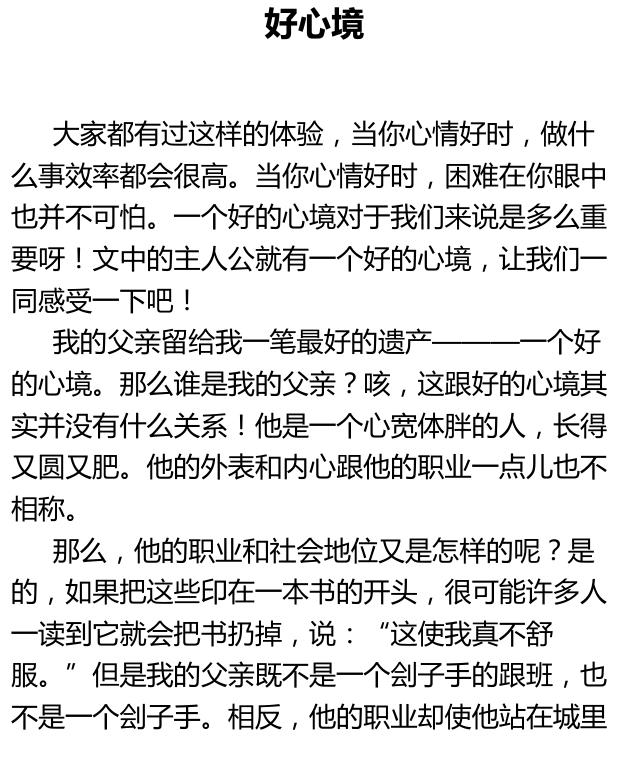 好心境
大家都有过这样的体验，当你心情好时，做什
么事效率都会很高。当你心情好时，困难在你眼中
也并不可怕。一个好的心境对于我们来说是多么重
要呀！文中的主人公就有一个好的心境，让我们一
同感受一下吧！
我的父亲留给我一笔最好的遗产———一个好
的心境。那么谁是我的父亲？咳，这跟好的心境其
实并没有什么关系！他是一个心宽体胖的人，长得
又圆又肥。他的外表和内心跟他的职业一点儿也不
相称。
那么，他的职业和社会地位又是怎样的呢？是
的，如果把这些印在一本书的开头，很可能许多人
一读到它就会把书扔掉，说：“这使我真不舒
服。”但是我的父亲既不是一个刽子手的跟班，也
不是一个刽子手。相反，他的职业却使他站在城里